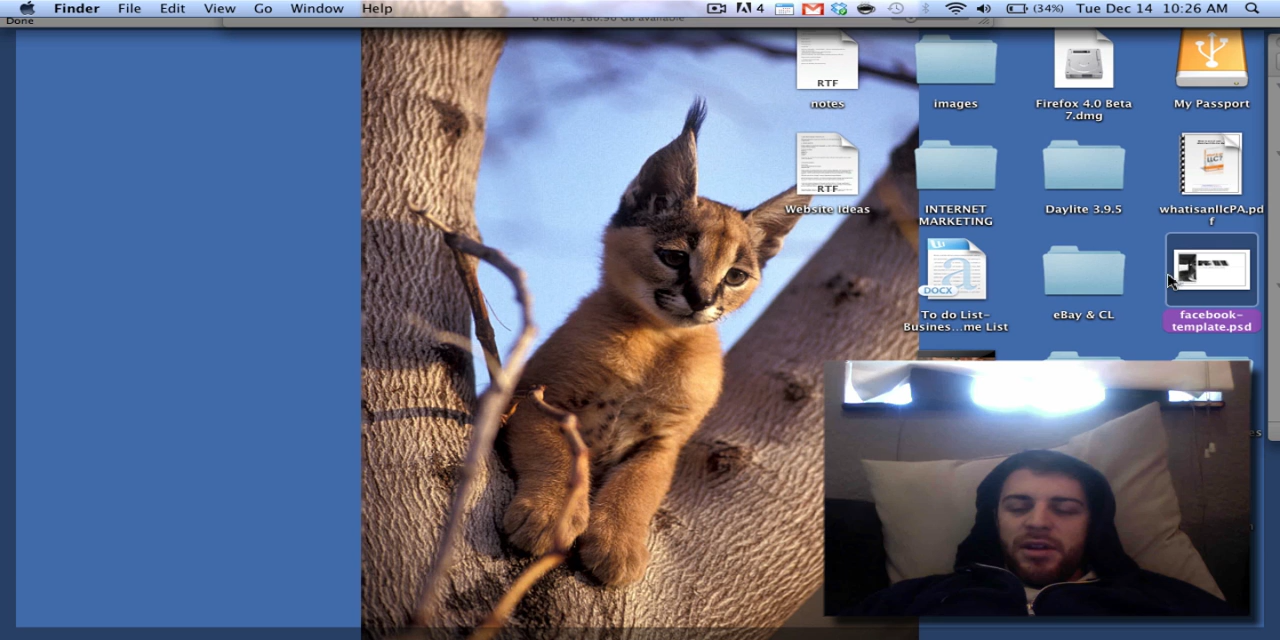 Finder File Edit View Go Window Help 4 (34%) Tue Dec 14 10:26 AM
Done
RTF
notes
images
Firefox 4.0 Beta
7.dmg
My Passport
RTF
Website Ideas
INTERNET
MARKETING
Daylite 3.9.5
whatisanllcPA.pd
f
DOCX
To do List-
Busines...me List
eBay & CL
facebook-
template.psd